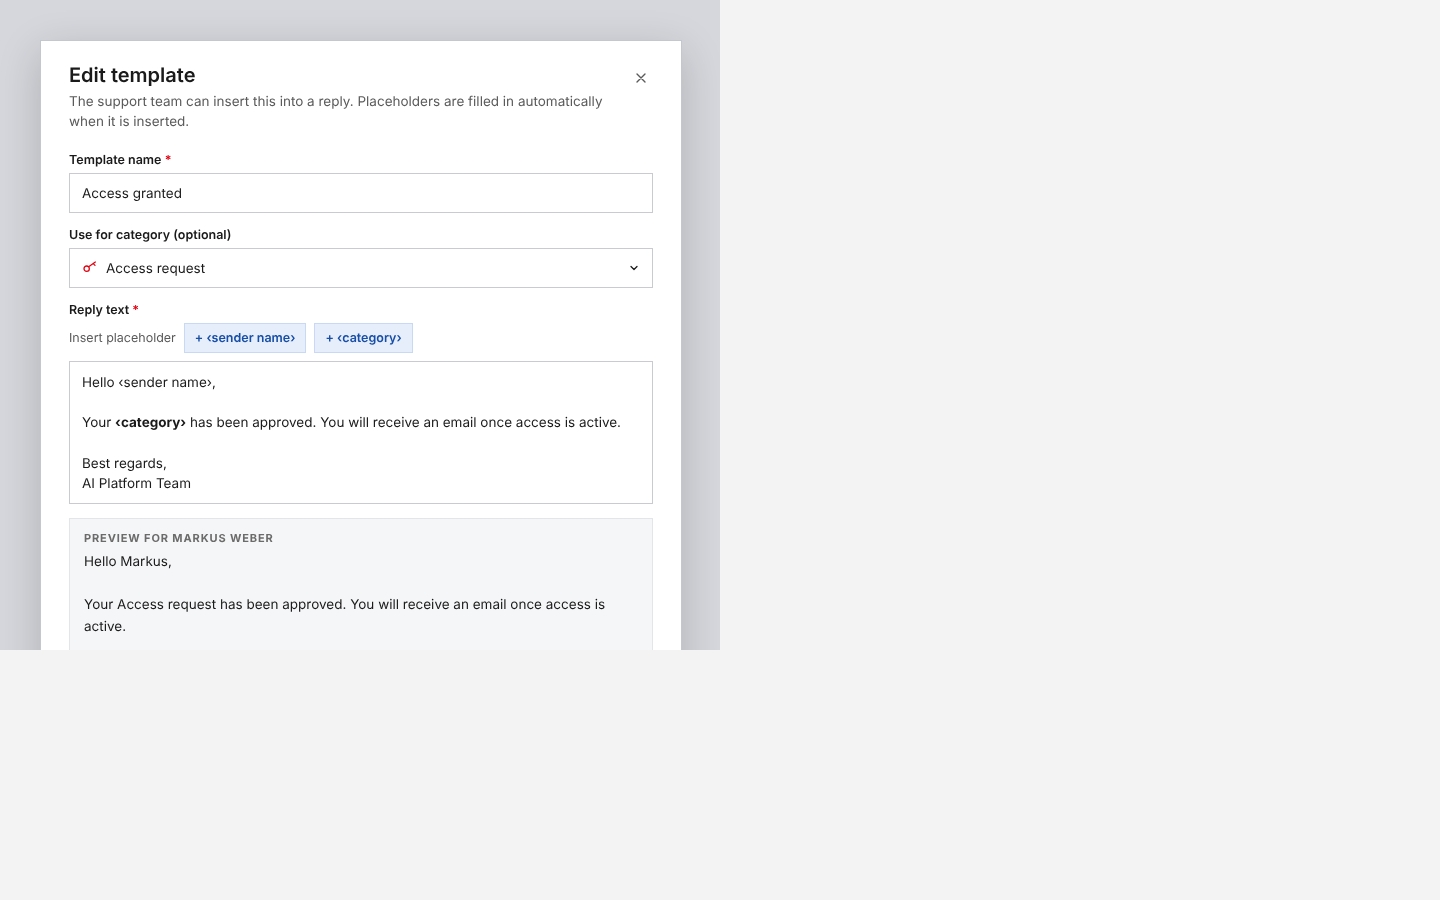 Edit template
The support team can insert this into a reply. Placeholders are filled in automatically
when it is inserted.
Template name *
Access granted
Use for category (optional)
Access request
Reply text *
Insert placeholder + ‹sender name› + ‹category›
Hello ‹sender name›,
Your ‹category› has been approved. You will receive an email once access is active.
Best regards,
AI Platform Team
PREVIEW FOR MARKUS WEBER
Hello Markus,
Your Access request has been approved. You will receive an email once access is
active.